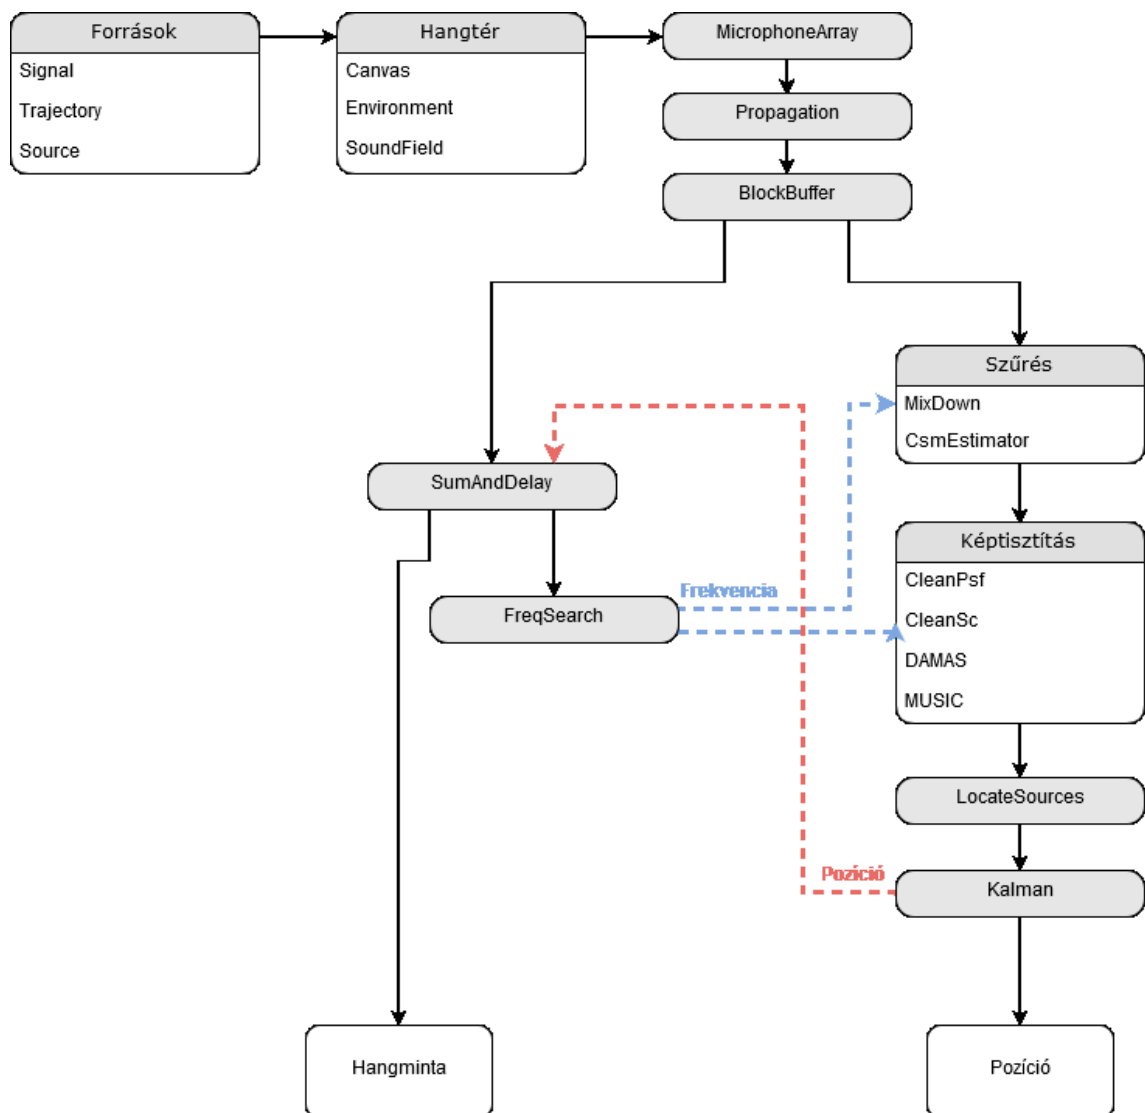 Források
Signal
Trajectory
Source
Hangtér
Canvas
Environment
SoundField
MicrophoneArray
Propagation
BlockBuffer
Szűrés
MixDown
CsmEstimator
SumAndDelay
Képtisztítás
CleanPsf
CleanSc
DAMAS
MUSIC
Frekvencia
FreqSearch
LocateSources
Pozíció
Kalman
Hangminta
Pozíció